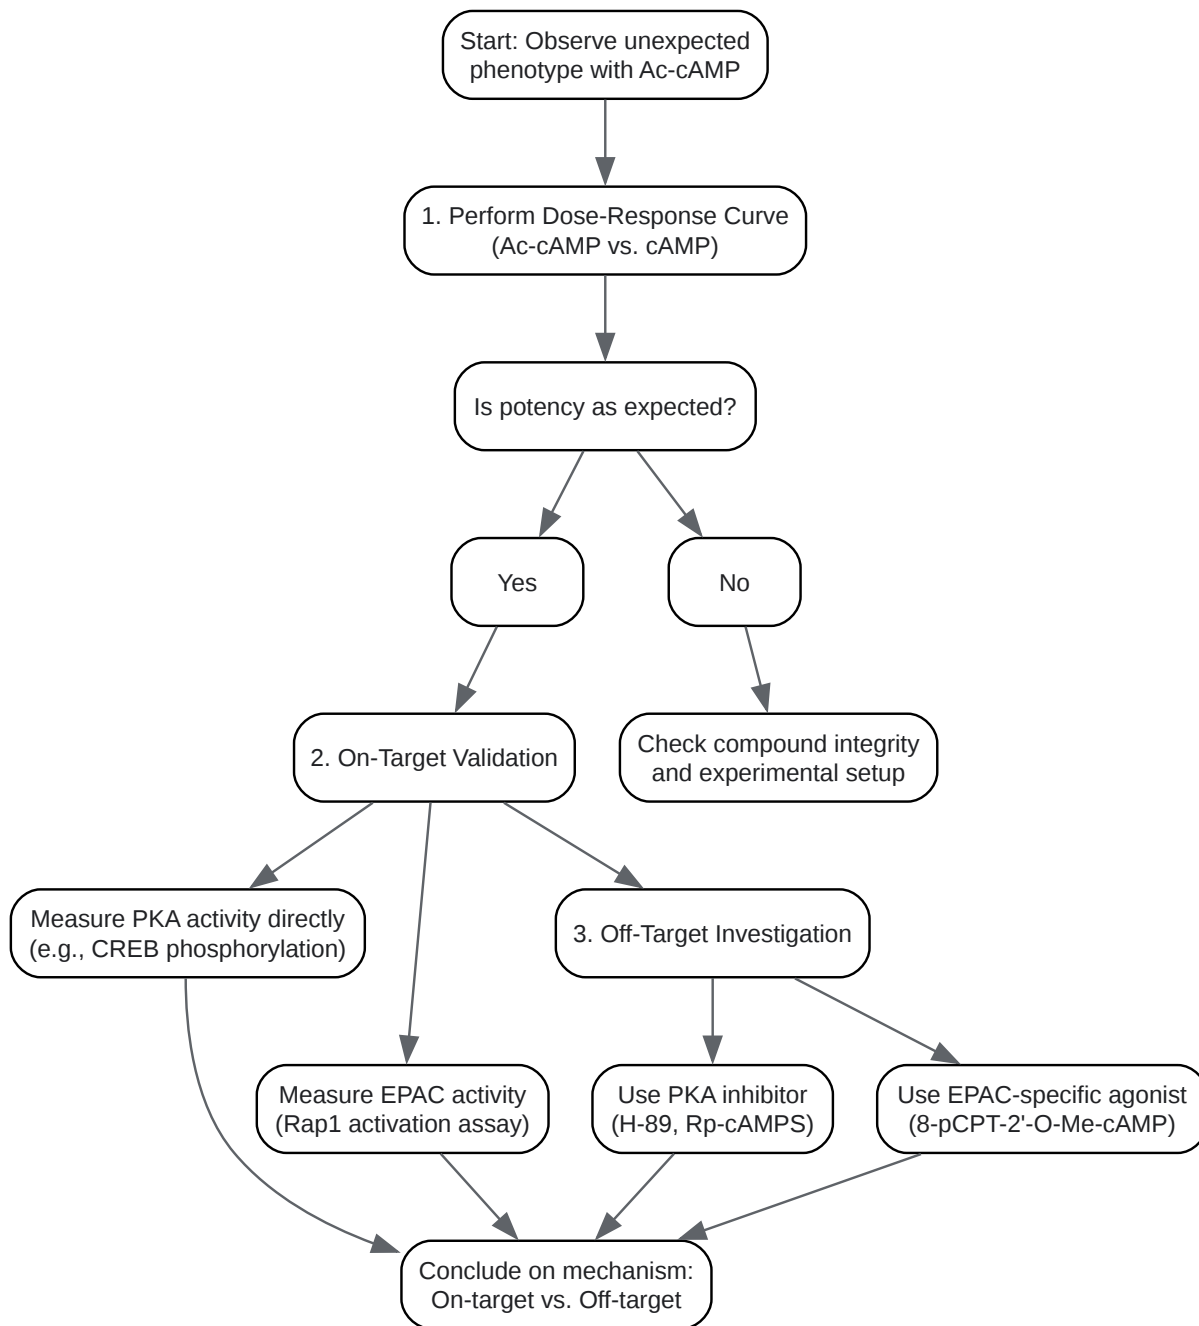 Start: Observe unexpected
phenotype with Ac-cAMP
1. Perform Dose-Response Curve
(Ac-cAMP vs. cAMP)
Is potency as expected?
Yes
No
2. On-Target Validation
Check compound integrity
and experimental setup
Measure PKA activity directly
(e.g., CREB phosphorylation)
3. Off-Target Investigation
Measure EPAC activity
(Rap1 activation assay)
Use PKA inhibitor
(H-89, Rp-cAMPS)
Use EPAC-specific agonist
(8-pCPT-2'-O-Me-cAMP)
Conclude on mechanism:
On-target vs. Off-target